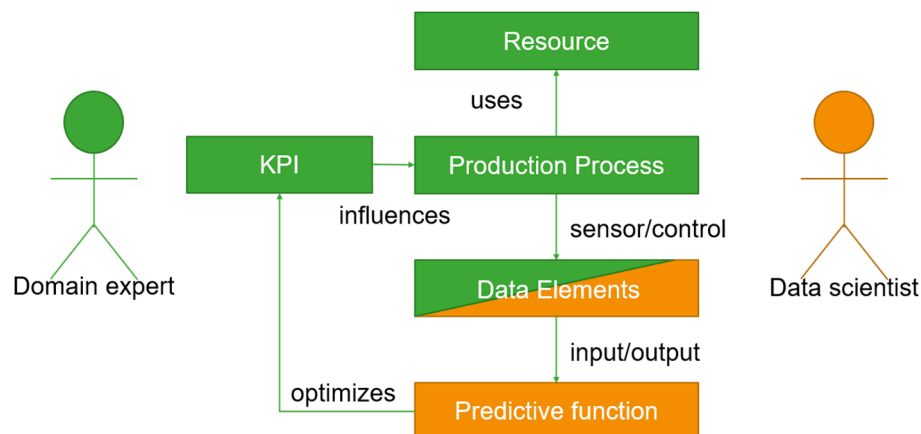 Resource
uses
KPI
Production Process
influences
sensor/control
Domain expert
Data Elements
Data scientist
input/output
optimizes
Predictive function